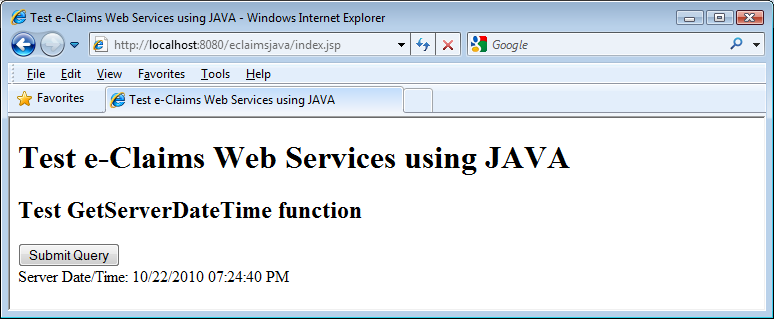 Test e-Claims Web Services using JAVA - Windows Internet Explorer
http://localhost:8080/eclaimsjava/index.jsp
Google
File Edit View Favorites Tools Help
Favorites
Test e-Claims Web Services using JAVA
Test e-Claims Web Services using JAVA
Test GetServerDateTime function
Submit Query
Server Date/Time: 10/22/2010 07:24:40 PM